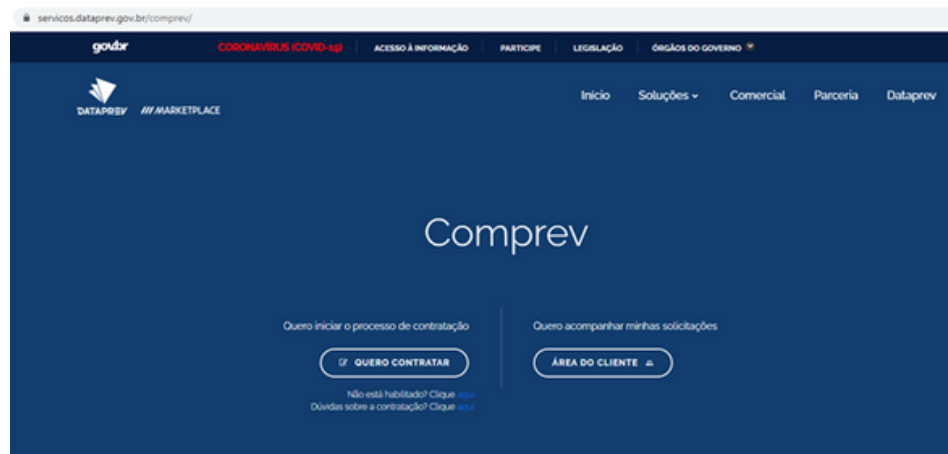 servicos.dataprev.gov.br/comprev/
govbr CORONAVÍRUS (COVID-19) ACESSO À INFORMAÇÃO PARTICIPE LEGISLAÇÃO ÓRGÃOS DO GOVERNO
DATAPREV /// MARKETPLACE Início Soluções Comercial Parceria Dataprev
Comprev
Quero iniciar o processo de contratação Quero acompanhar minhas solicitações
QUERO CONTRATAR ÁREA DO CLIENTE
Não está habilitado? Clique aqui
Dúvidas sobre a contratação? Clique aqui